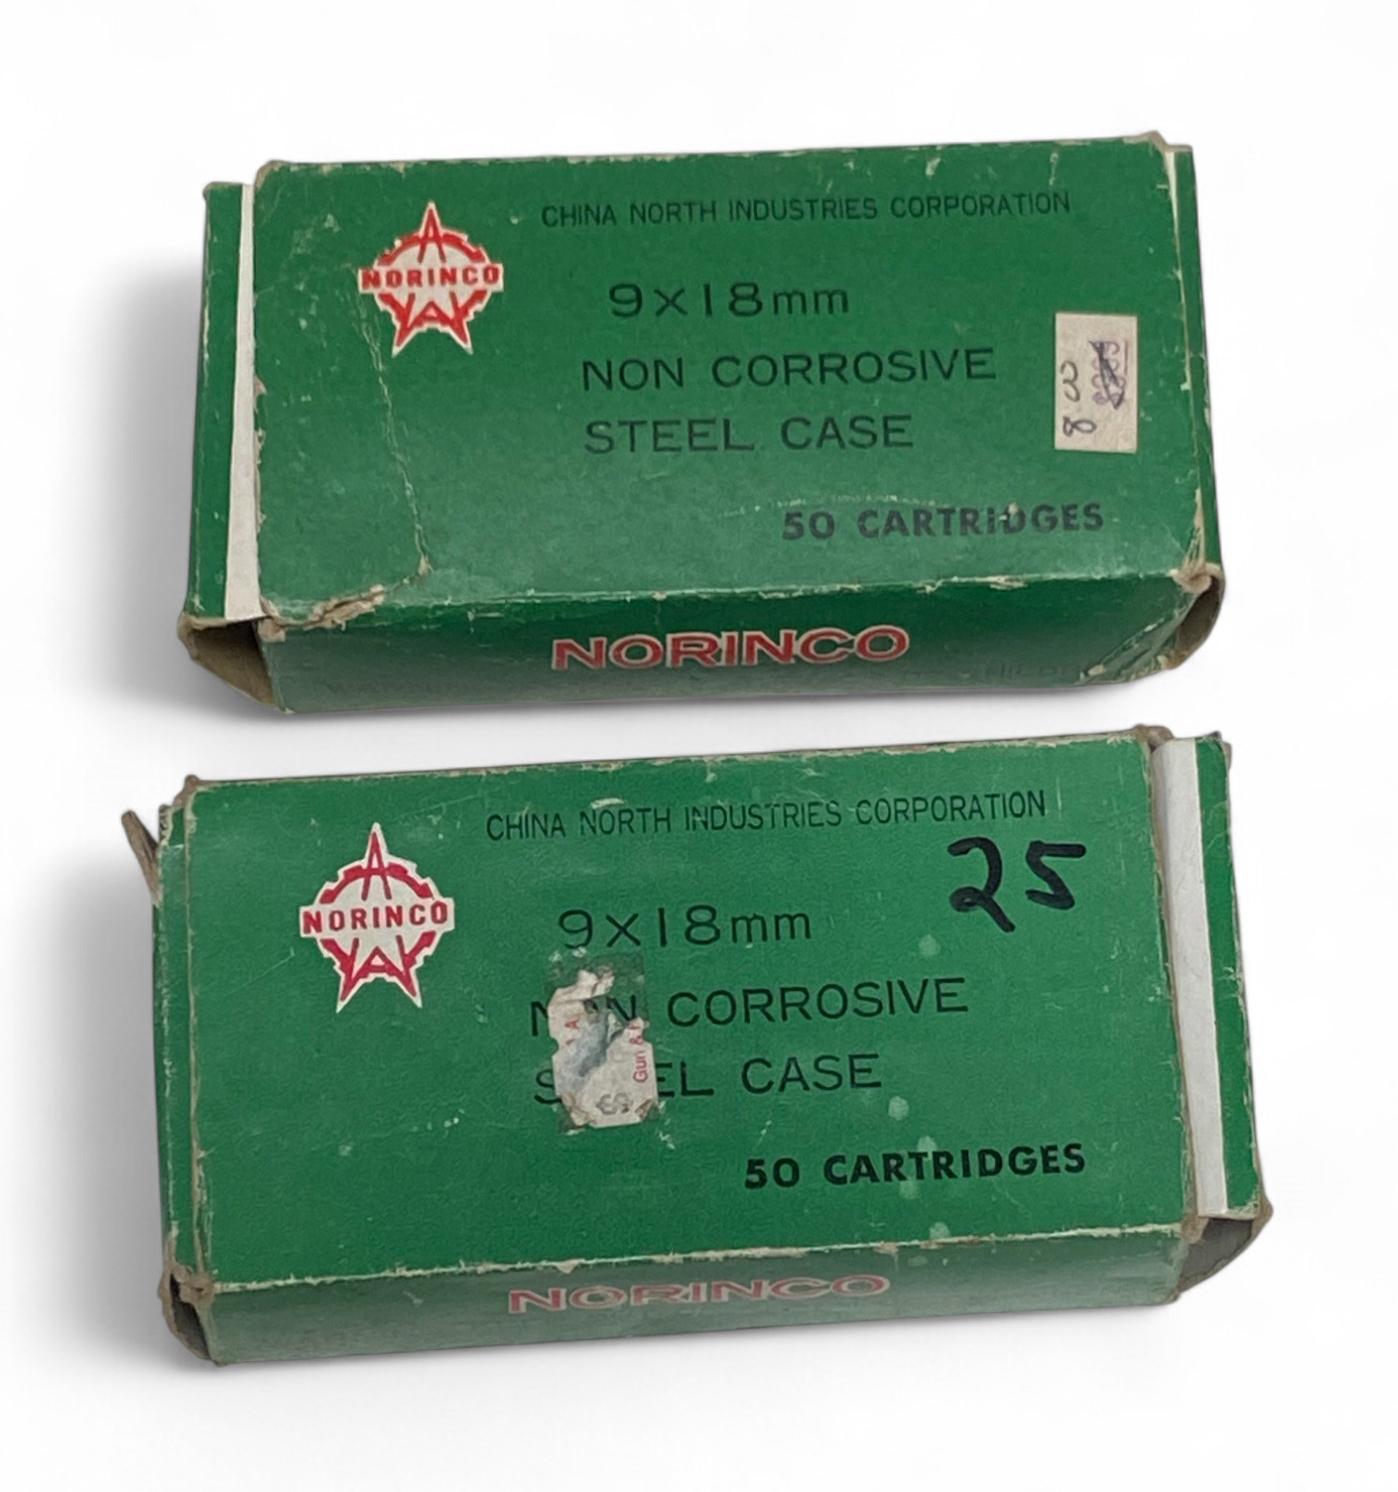 CHINA NORTH INDUSTRIES CORPORATION
NORINCO
9x18mm
NON CORROSIVE
STEEL CASE
50 CARTRIDGES
NORINCO
CHINA NORTH INDUSTRIES CORPORATION
25
NORINCO
9x18mm
CORROSIVE
CASE
Gun &
50 CARTRIDGES
NORINCO